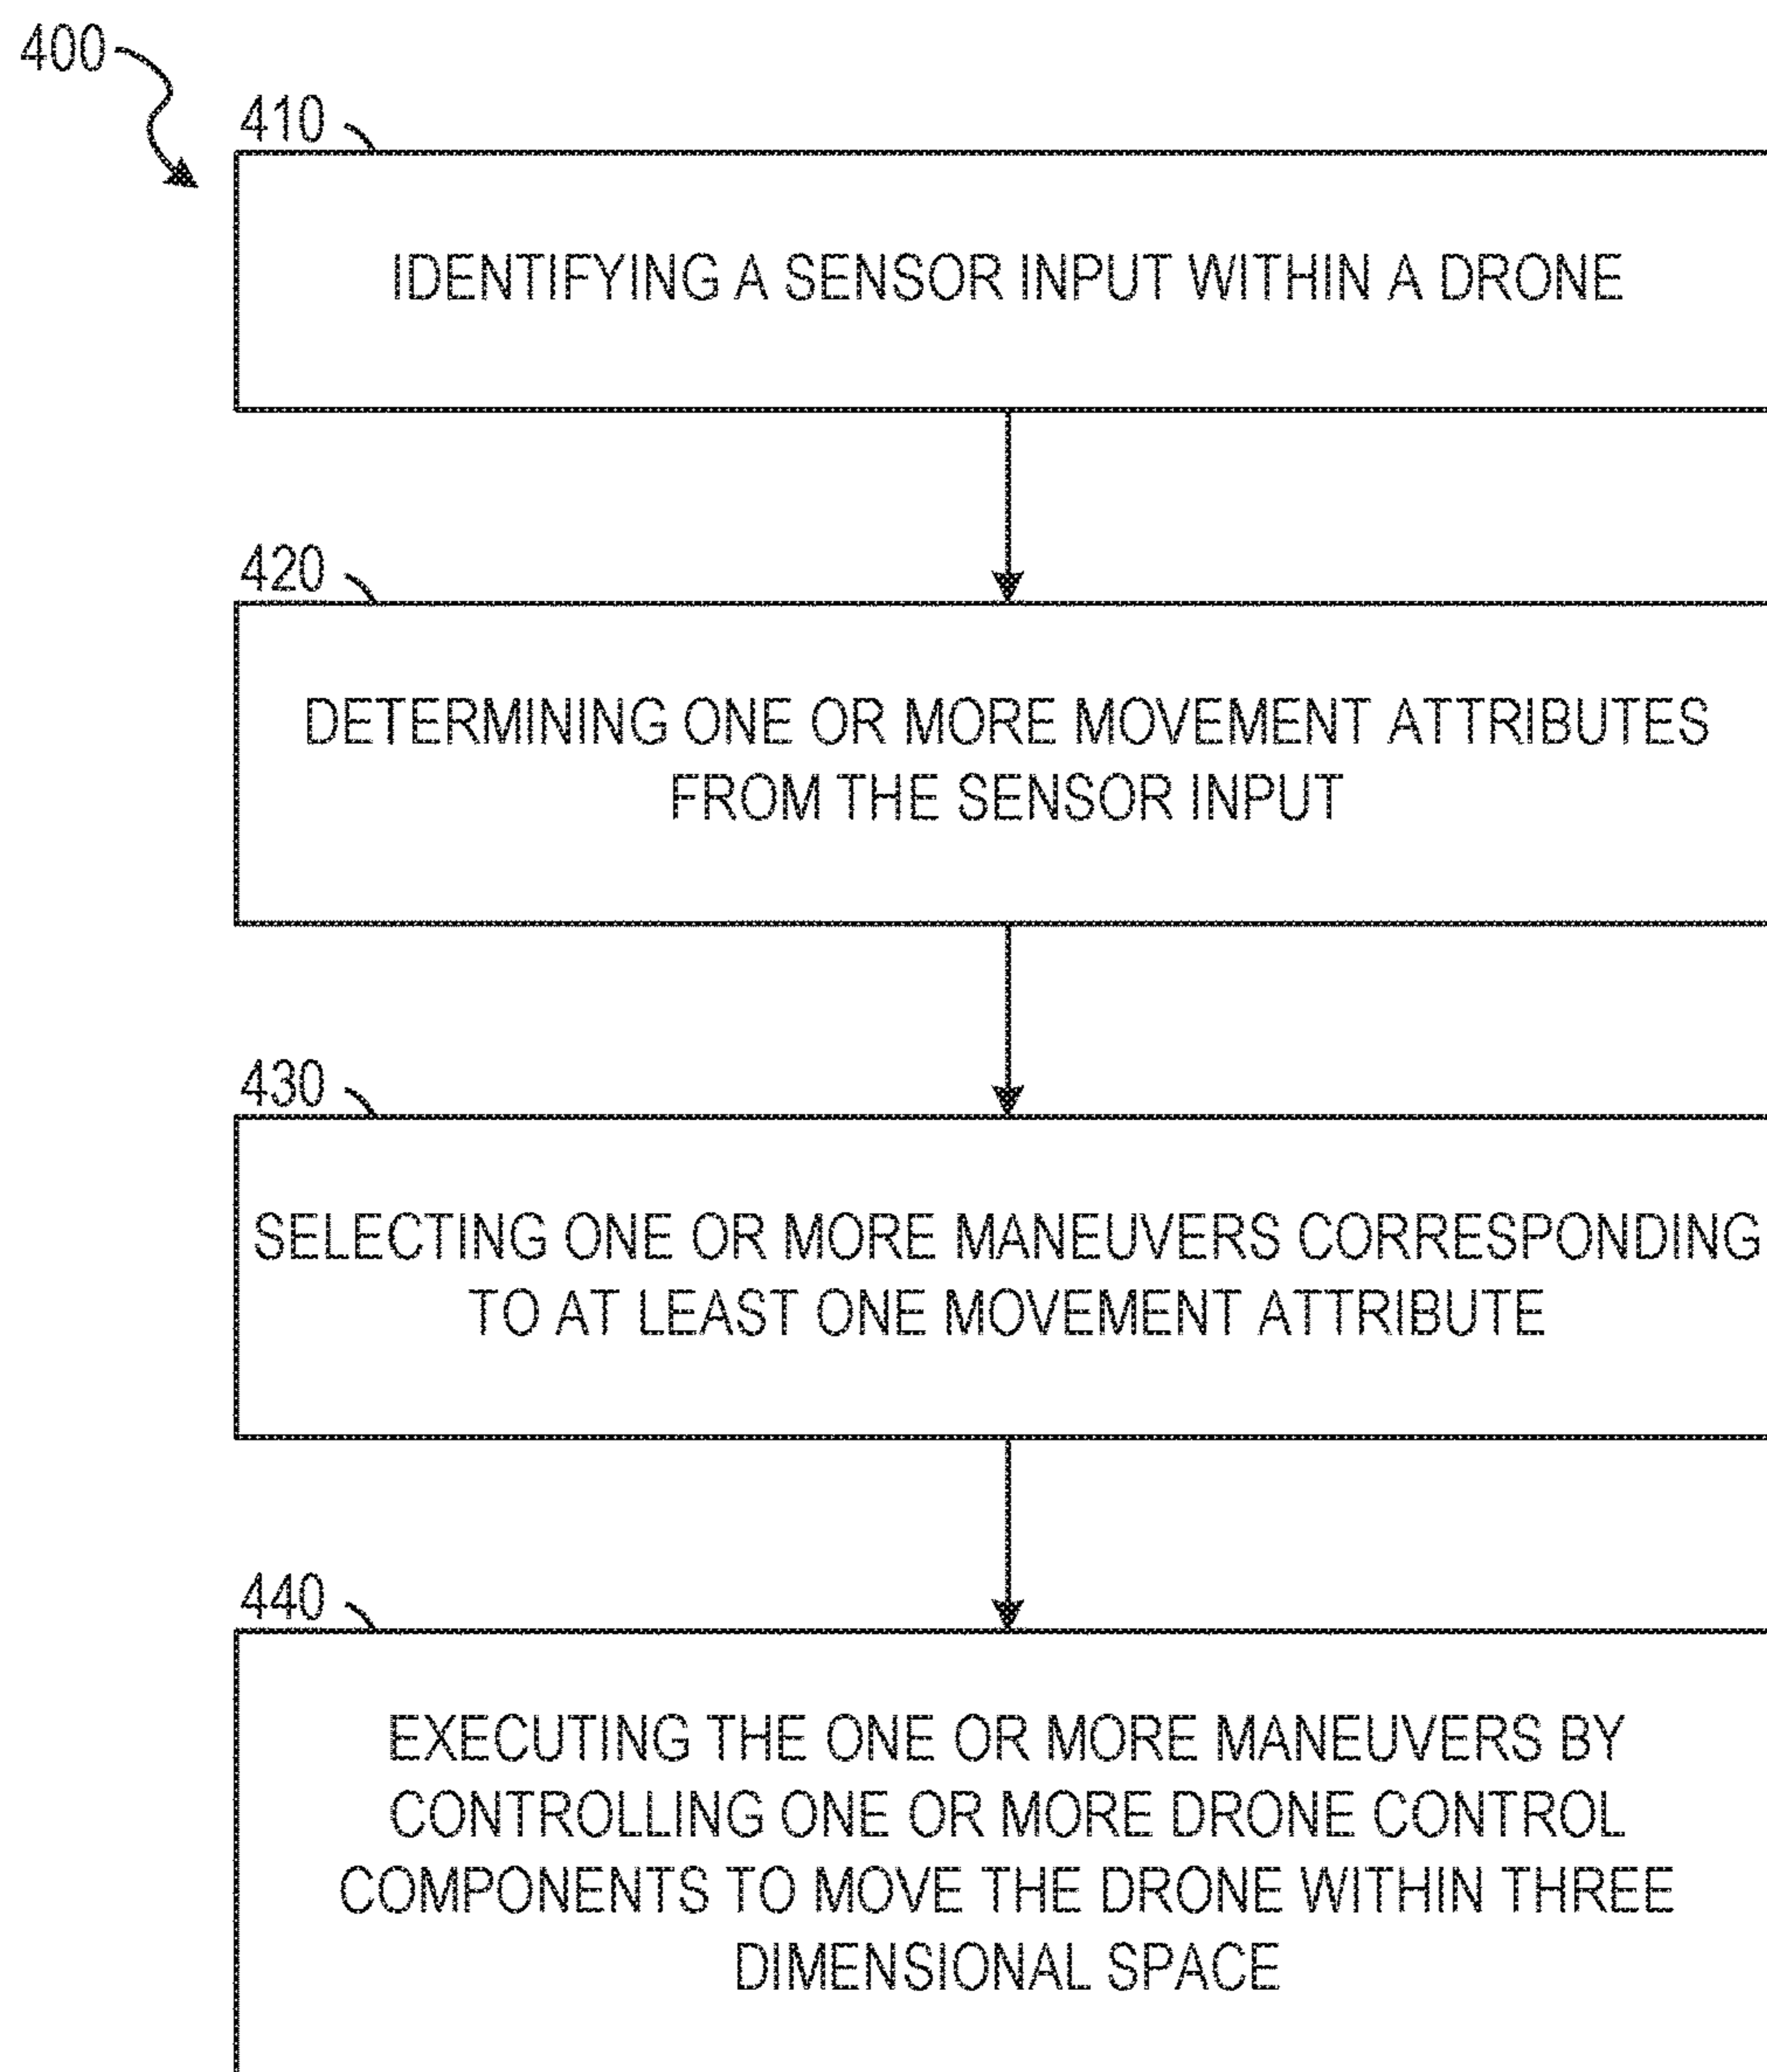 400
410
IDENTIFYING A SENSOR INPUT WITHIN A DRONE
420
DETERMINING ONE OR MORE MOVEMENT ATTRIBUTES
FROM THE SENSOR INPUT
430
SELECTING ONE OR MORE MANEUVERS CORRESPONDING
TO AT LEAST ONE MOVEMENT ATTRIBUTE
440
EXECUTING THE ONE OR MORE MANEUVERS BY
CONTROLLING ONE OR MORE DRONE CONTROL
COMPONENTS TO MOVE THE DRONE WITHIN THREE
DIMENSIONAL SPACE